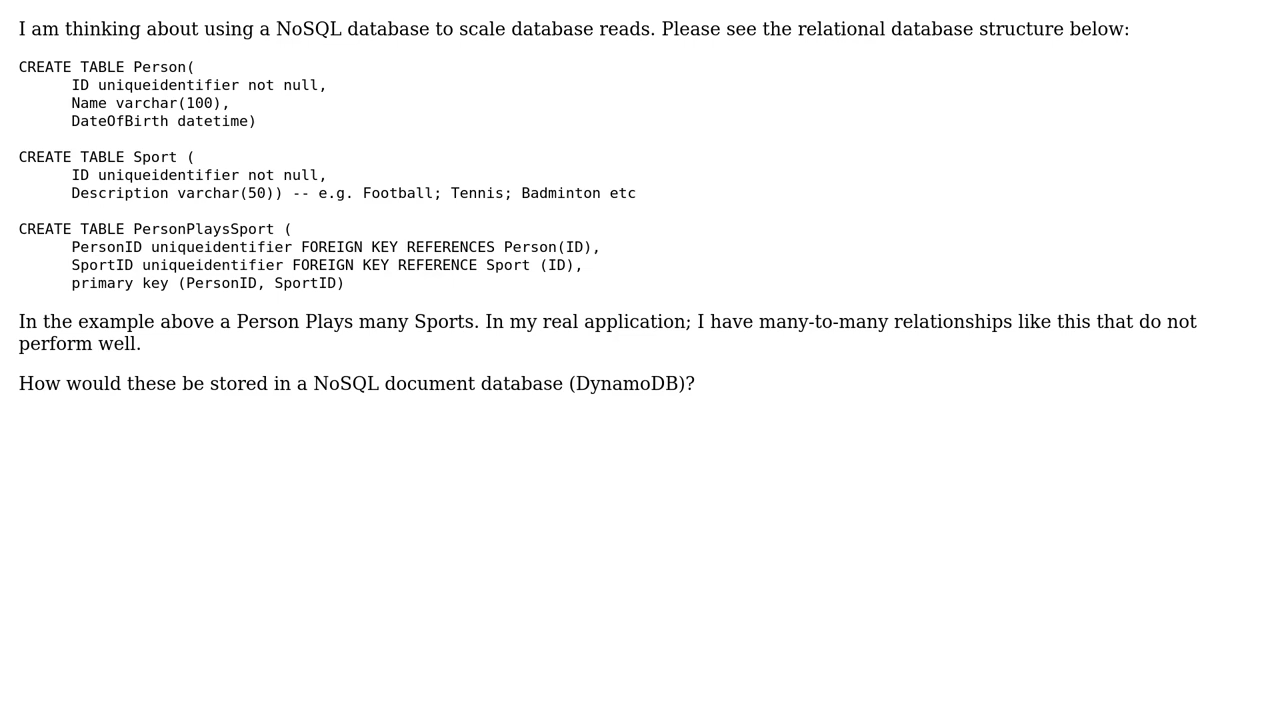 I am thinking about using a NoSQL database to scale database reads. Please see the relational database structure below:
CREATE TABLE Person(
      ID uniqueidentifier not null,
      Name varchar(100),
      DateOfBirth datetime)
CREATE TABLE Sport (
      ID uniqueidentifier not null,
      Description varchar(50)) -- e.g. Football; Tennis; Badminton etc
CREATE TABLE PersonPlaysSport (
      PersonID uniqueidentifier FOREIGN KEY REFERENCES Person(ID),
      SportID uniqueidentifier FOREIGN KEY REFERENCE Sport (ID),
      primary key (PersonID, SportID)
In the example above a Person Plays many Sports. In my real application; I have many-to-many relationships like this that do not
perform well.
How would these be stored in a NoSQL document database (DynamoDB)?